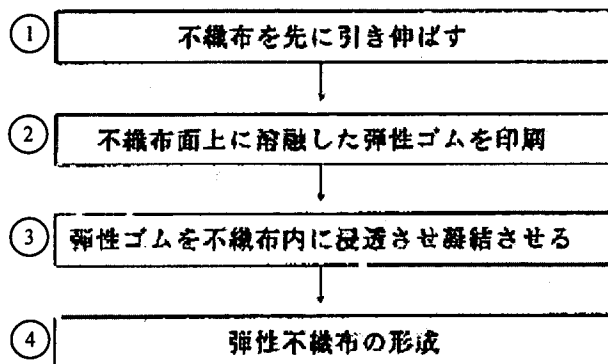 ① 不織布を先に引き伸ばす
② 不織布面上に溶融した弾性ゴムを印刷
③ 弾性ゴムを不織布内に浸透させ凝結させる
④ 弾性不織布の形成